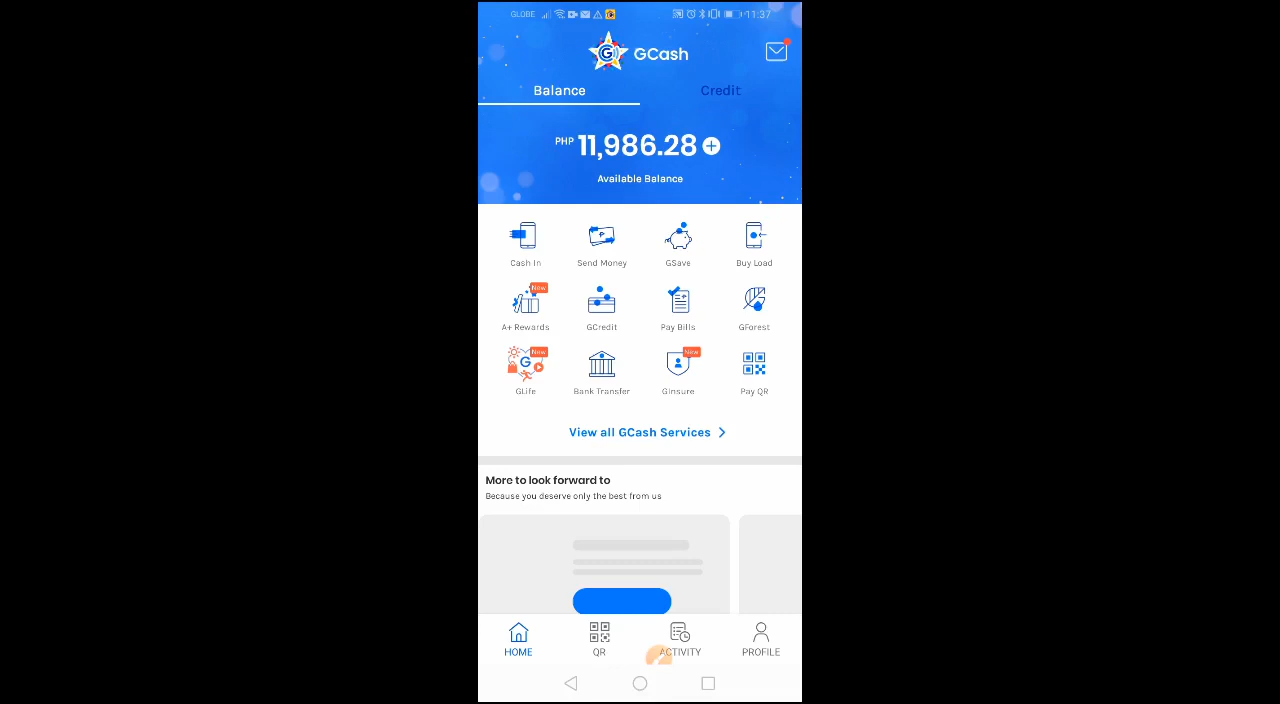 GLOBE 11:37
G GCash
Balance Credit
PHP 11,986.28
Available Balance
Cash In Send Money GSave Buy Load
New
A+ Rewards GCredit Pay Bills GForest
New New
G
GLife Bank Transfer GInsure Pay QR
View all GCash Services
More to look forward to
Because you deserve only the best from us
HOME QR ACTIVITY PROFILE